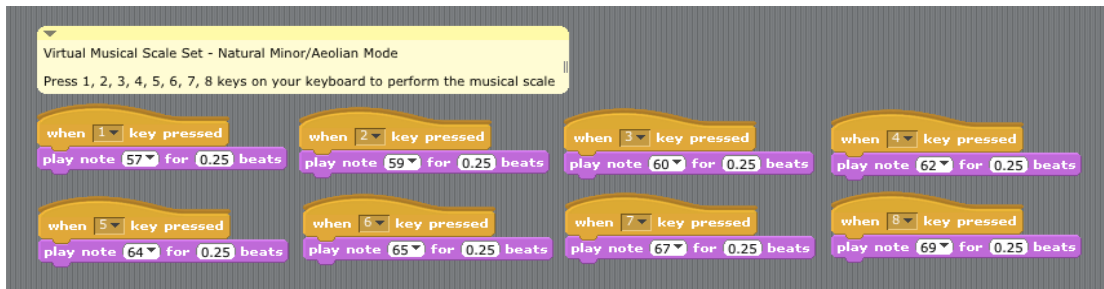 Virtual Musical Scale Set - Natural Minor/Aeolian Mode
Press 1, 2, 3, 4, 5, 6, 7, 8 keys on your keyboard to perform the musical scale
when 1 key pressed
play note 57 for 0.25 beats
when 2 key pressed
play note 59 for 0.25 beats
when 3 key pressed
play note 60 for 0.25 beats
when 4 key pressed
play note 62 for 0.25 beats
when 5 key pressed
play note 64 for 0.25 beats
when 6 key pressed
play note 65 for 0.25 beats
when 7 key pressed
play note 67 for 0.25 beats
when 8 key pressed
play note 69 for 0.25 beats